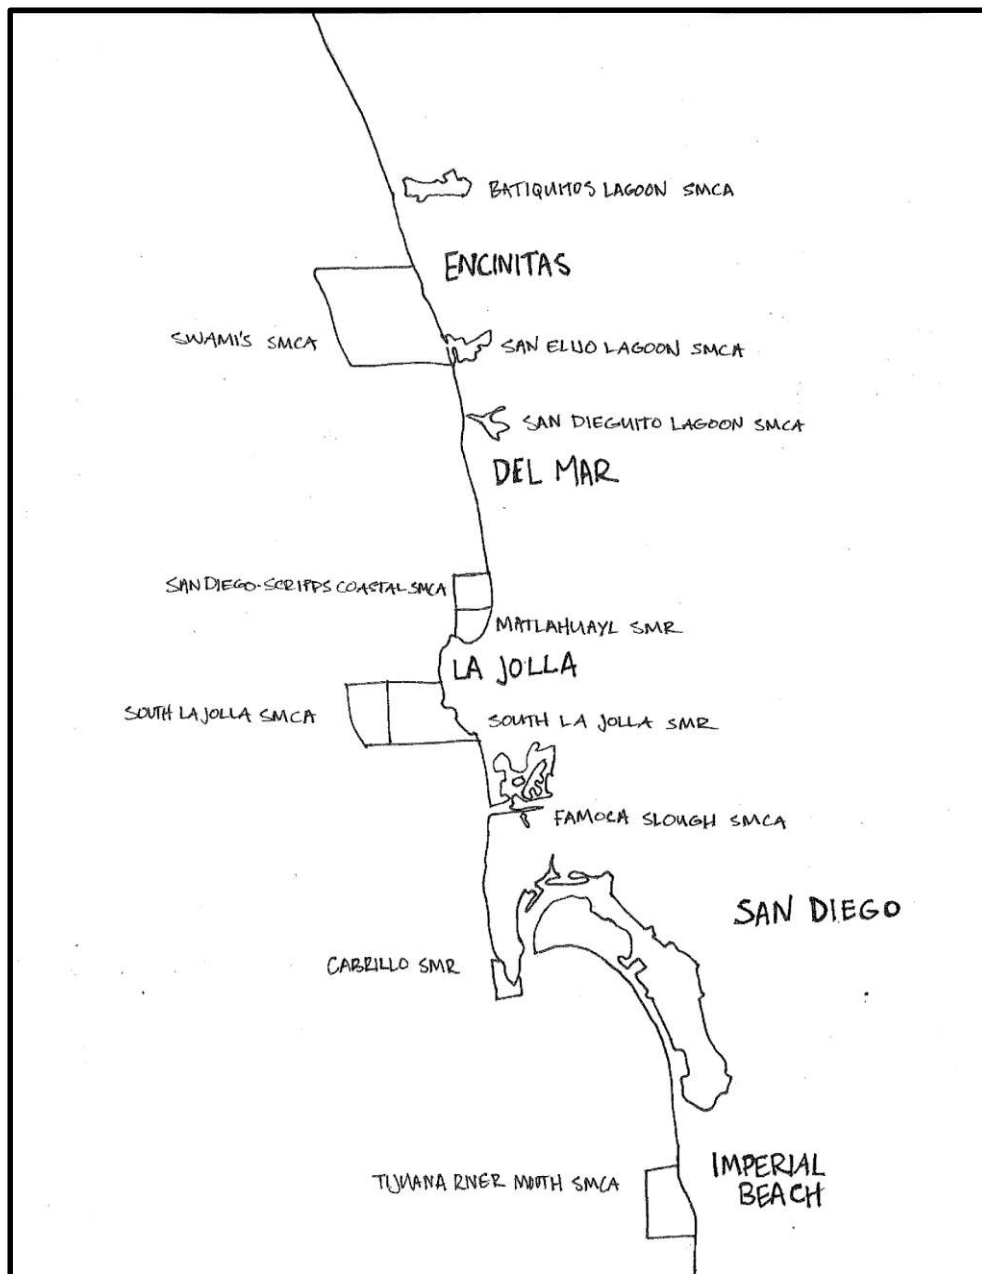 BATIQUITOS LAGOON SMCA
ENCINITAS
SWAMI'S SMCA
SAN ELIJO LAGOON SMCA
SAN DIEGUITO LAGOON SMCA
DEL MAR
SAN DIEGO-SCRIPPS COASTAL SMCA
MATLAHUAYL SMR
LA JOLLA
SOUTH LA JOLLA SMCA
SOUTH LA JOLLA SMR
FAMOSA SLOUGH SMCA
SAN DIEGO
CABRILLO SMR
IMPERIAL
BEACH
TIJUANA RIVER MOUTH SMCA